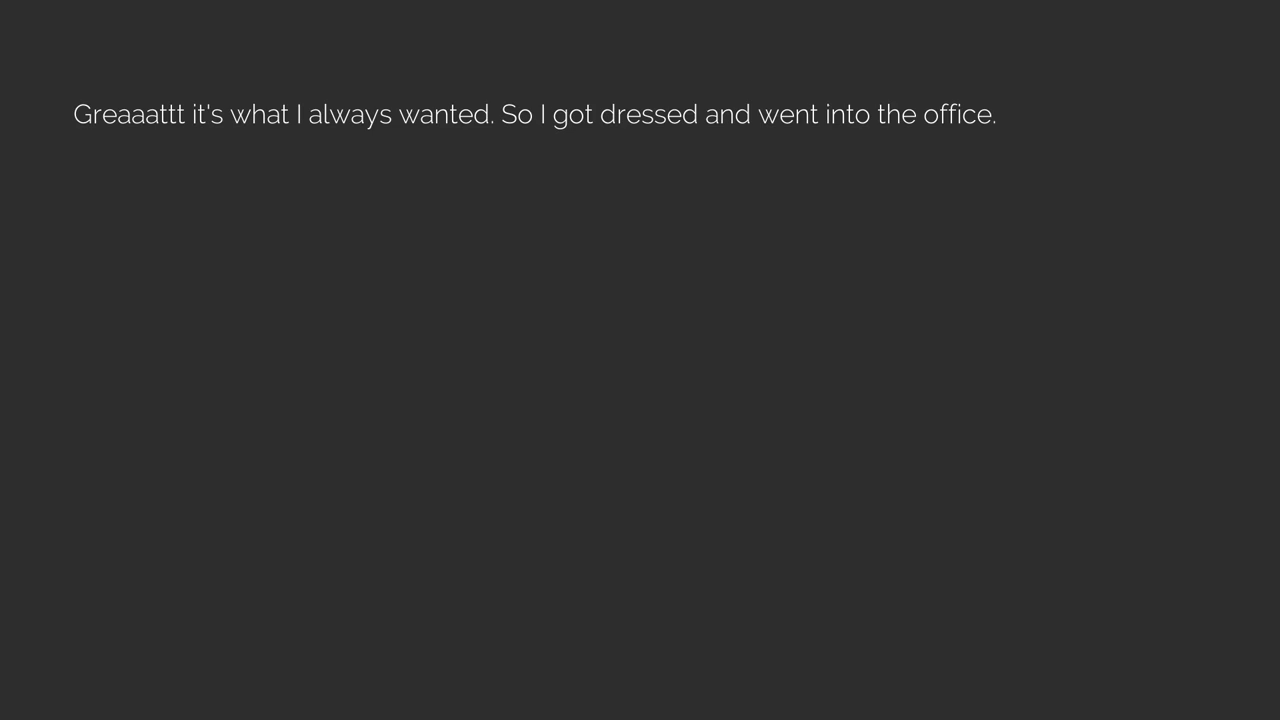 Greaaattt it's what I always wanted. So I got dressed and went into the office.